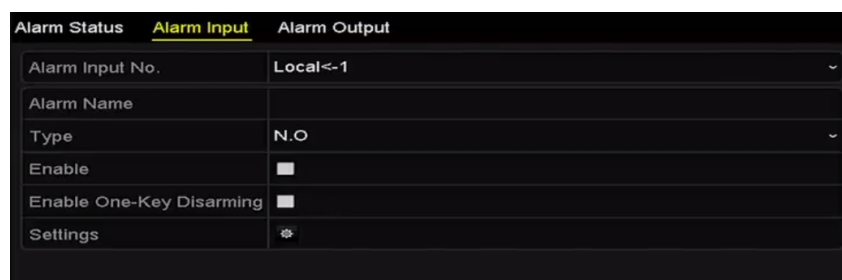 Alarm Status Alarm Input Alarm Output
Alarm Input No. Local<-1
Alarm Name
Type N.O
Enable
Enable One-Key Disarming
Settings